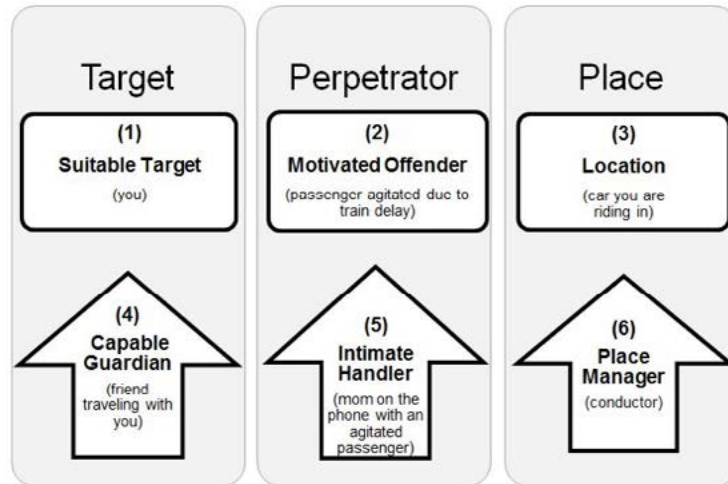 Target
(1)
Suitable Target
(you)
(4)
Capable
Guardian
(friend
traveling with
you)
Perpetrator
(2)
Motivated Offender
(passenger agitated due to
train delay)
(5)
Intimate
Handler
(mom on the
phone with an
agitated
passenger)
Place
(3)
Location
(car you are
riding in)
(6)
Place
Manager
(conductor)